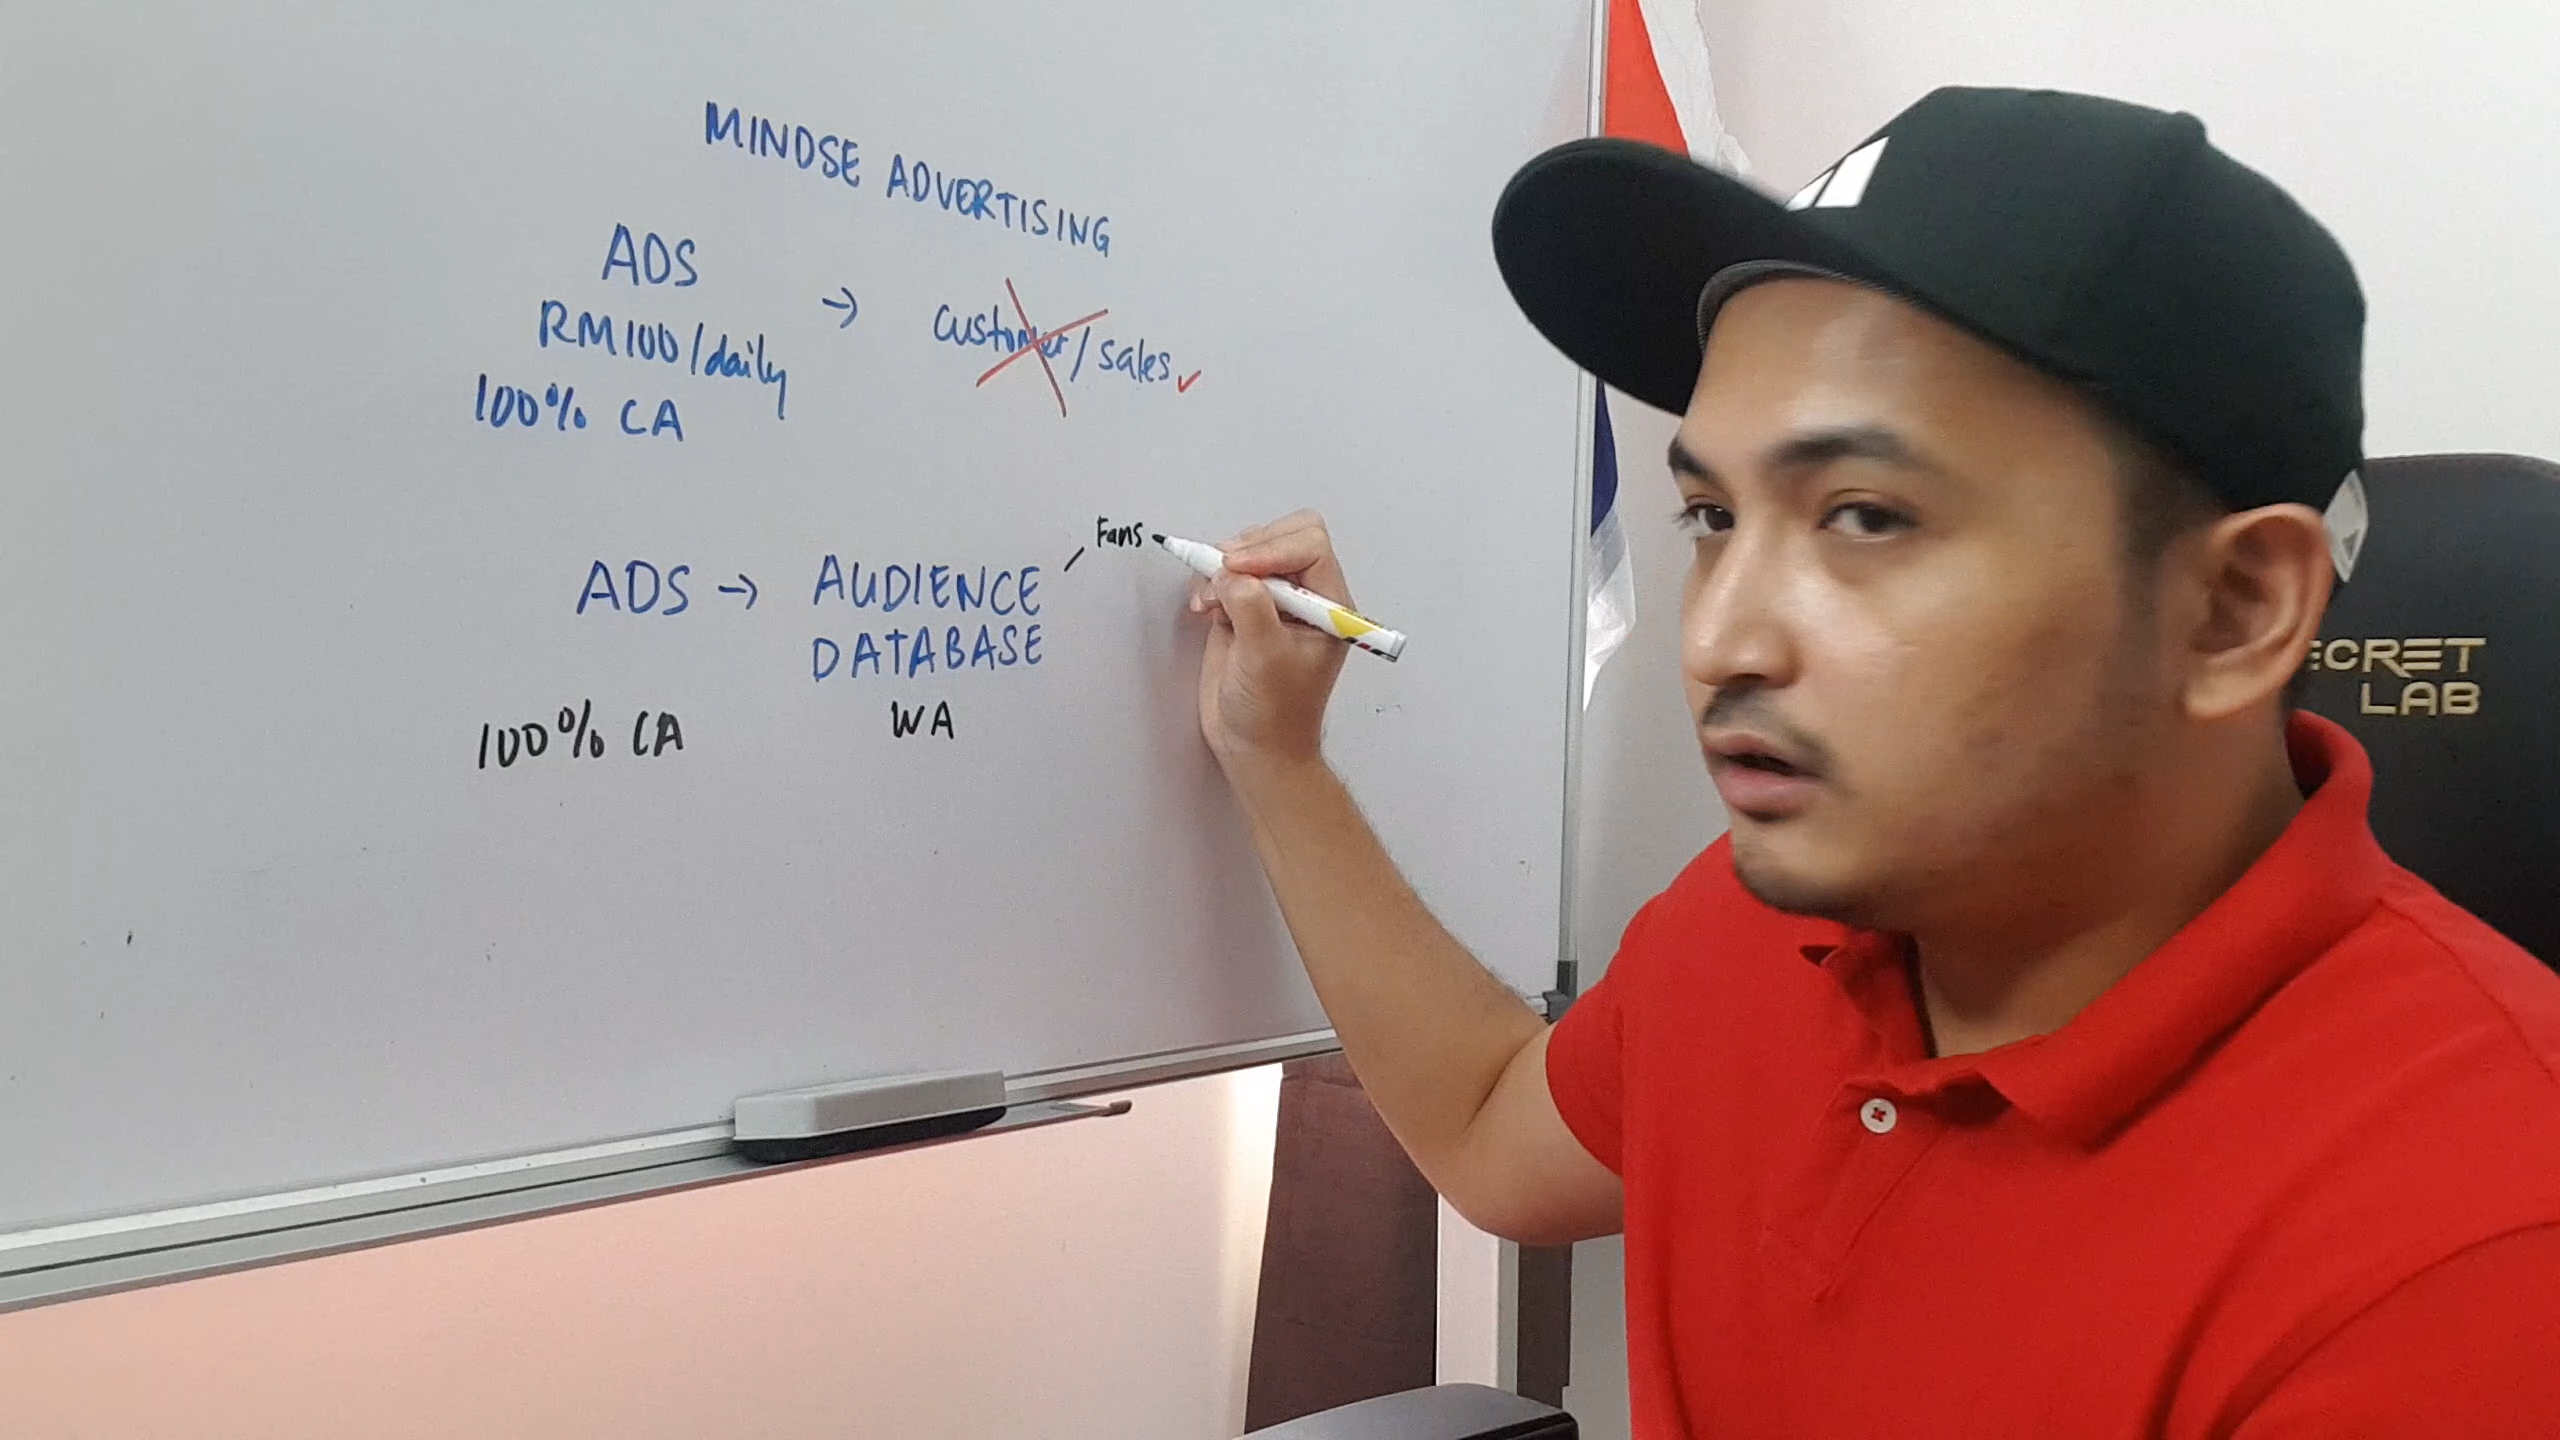 MINDSE ADVERTISING
ADS
RM100/daily
→ customer/sales ✓
100% CA
Fans
ADS → AUDIENCE
DATABASE
100% CA
WA
ECRET
LAB